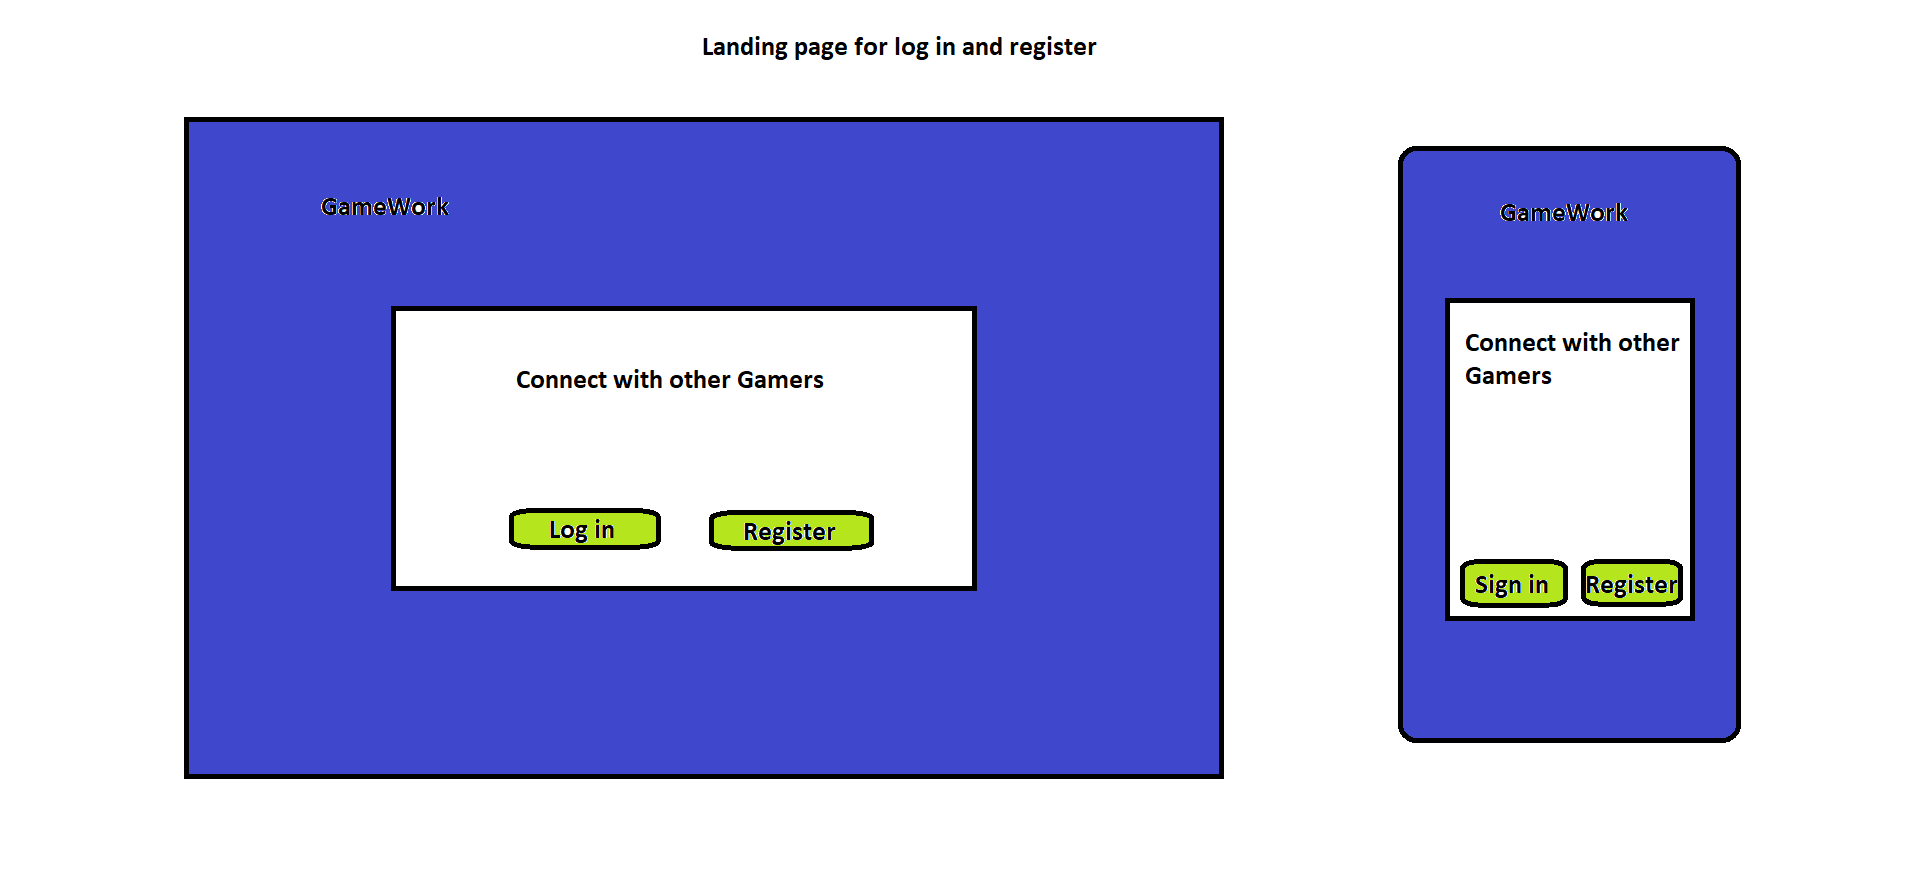 Landing page for log in and register
GameWork
Connect with other Gamers
Log in
Register
GameWork
Connect with other
Gamers
Sign in
Register